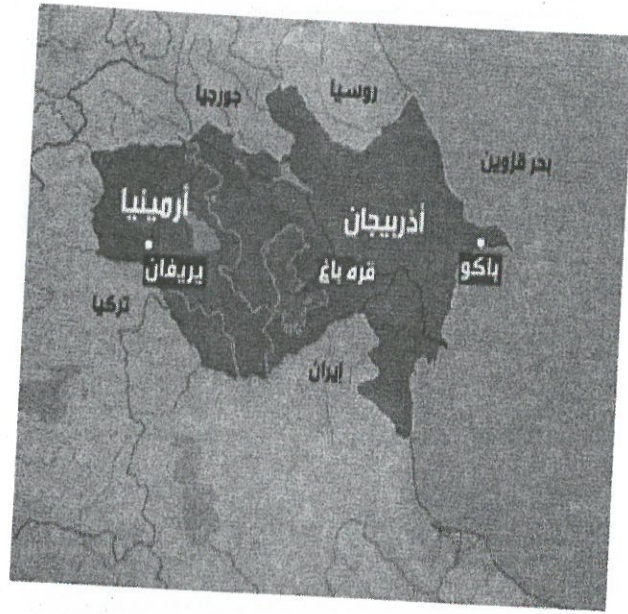 روسيا
جورجيا
بحر قزوين
أرمينيا
أذربيجان
يريفان
قره باغ
باكو
تركيا
إيران